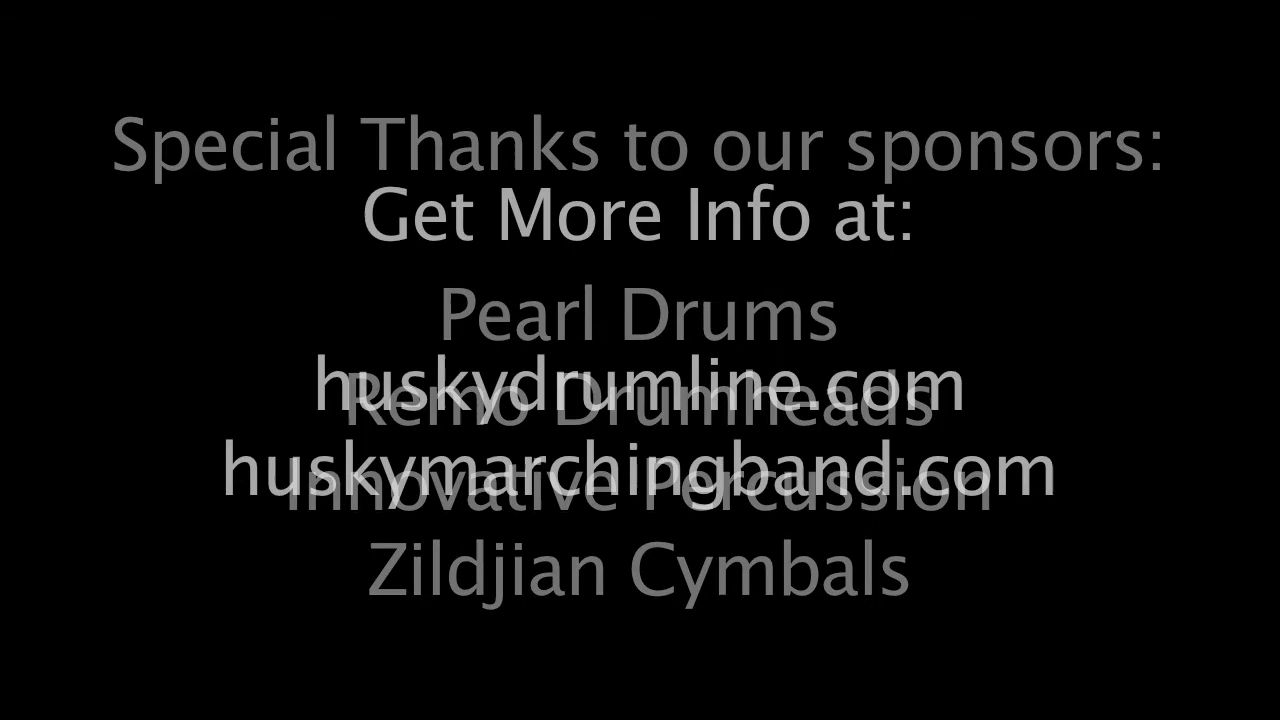 Special Thanks to our sponsors:
Get More Info at:
Pearl Drums
huskydrumline.com
Remo Drumheads
huskymarchingband.com
Innovative Percussion
Zildjian Cymbals